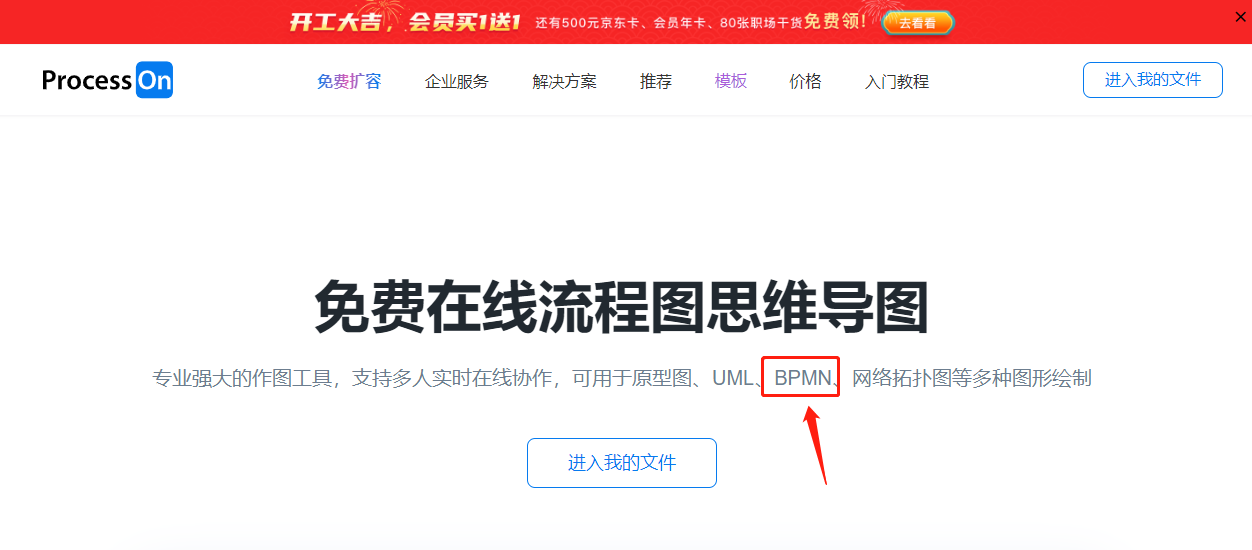 开工大吉，会员买1送1 还有500元京东卡、会员年卡、80张职场干货免费领! 去看看
ProcessOn 免费扩容 企业服务 解决方案 推荐 模板 价格 入门教程 进入我的文件
免费在线流程图思维导图
专业强大的作图工具，支持多人实时在线协作，可用于原型图、UML、BPMN、网络拓扑图等多种图形绘制
进入我的文件